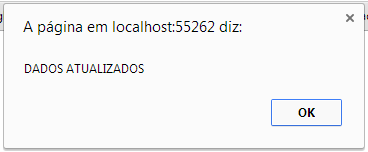 A página em localhost:55262 diz:
DADOS ATUALIZADOS
OK